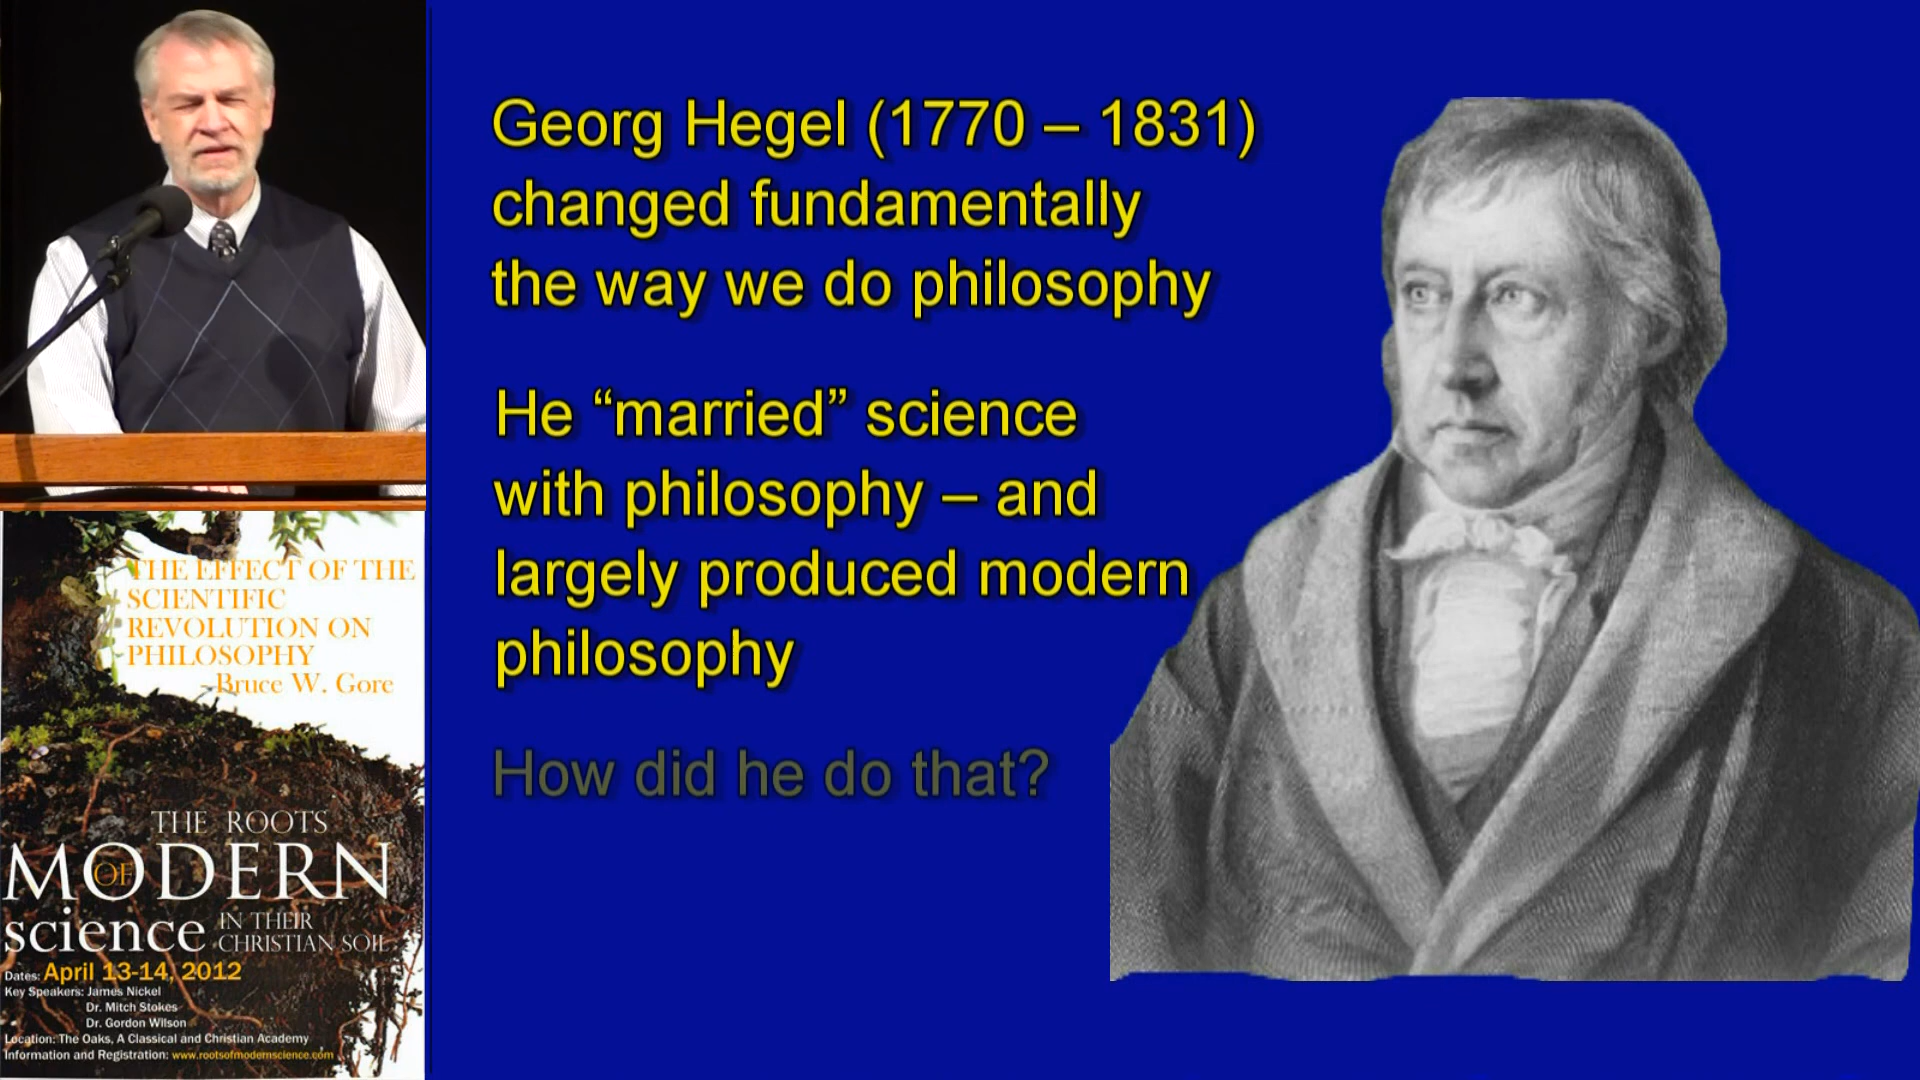 Georg Hegel (1770 – 1831)
changed fundamentally
the way we do philosophy
He “married” science
with philosophy – and
largely produced modern
philosophy
How did he do that?
THE EFFECT OF THE
SCIENTIFIC
REVOLUTION ON
PHILOSOPHY
–Bruce W. Gore
THE ROOTS
OF
MODERN
science IN THEIR
CHRISTIAN SOIL
Dates: April 13-14, 2012
Key Speakers: James Nickel
Dr. Mitch Stokes
Dr. Gordon Wilson
Location: The Oaks, A Classical and Christian Academy
Information and Registration: www.rootsofmodernscience.com